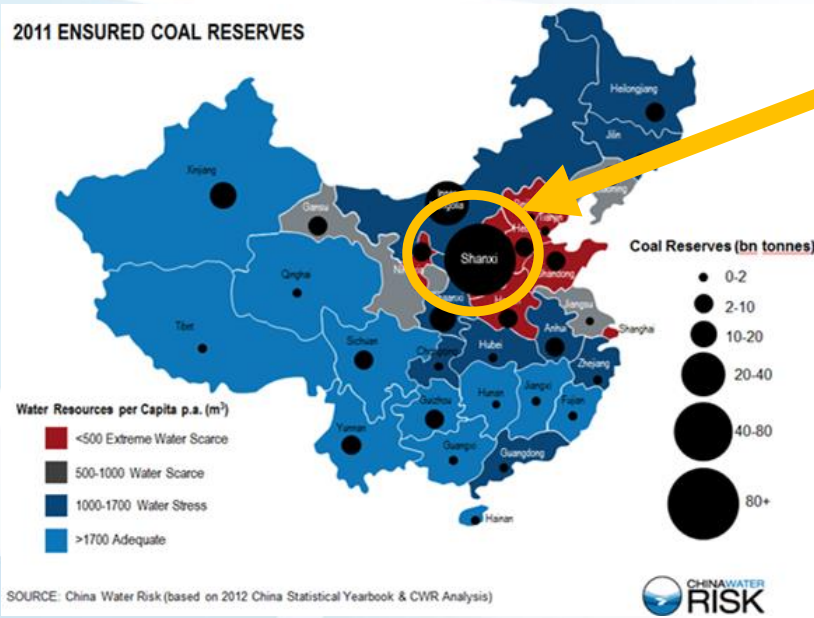 2011 ENSURED COAL RESERVES
Heilongjiang
Jilin
Xinjiang
Gansu
Shanxi
Shandong
Qinghai
Jiangsu
Shanghai
Tibet
Sichuan
Hubei
Anhui
Zhejiang
Chongqing
Hunan
Jiangxi
Fujian
Guizhou
Yunnan
Guangxi
Guangdong
Hainan
Coal Reserves (bn tonnes)
0-2
2-10
10-20
20-40
40-80
80+
Water Resources per Capita p.a. (m³)
<500 Extreme Water Scarce
500-1000 Water Scarce
1000-1700 Water Stress
>1700 Adequate
SOURCE: China Water Risk (based on 2012 China Statistical Yearbook & CWR Analysis)
CHINAWATER
RISK